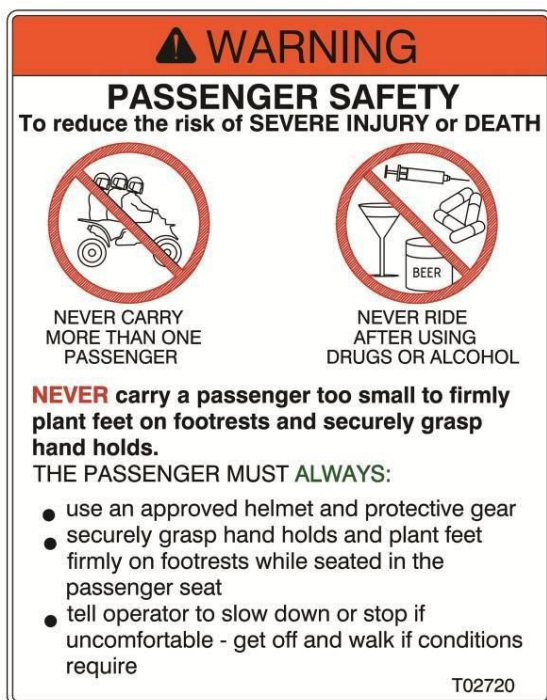 WARNING
PASSENGER SAFETY
To reduce the risk of SEVERE INJURY or DEATH
NEVER CARRY
MORE THAN ONE
PASSENGER
BEER
NEVER RIDE
AFTER USING
DRUGS OR ALCOHOL
NEVER carry a passenger too small to firmly
plant feet on footrests and securely grasp
hand holds.
THE PASSENGER MUST ALWAYS:
● use an approved helmet and protective gear
● securely grasp hand holds and plant feet
firmly on footrests while seated in the
passenger seat
● tell operator to slow down or stop if
uncomfortable - get off and walk if conditions
require
T02720